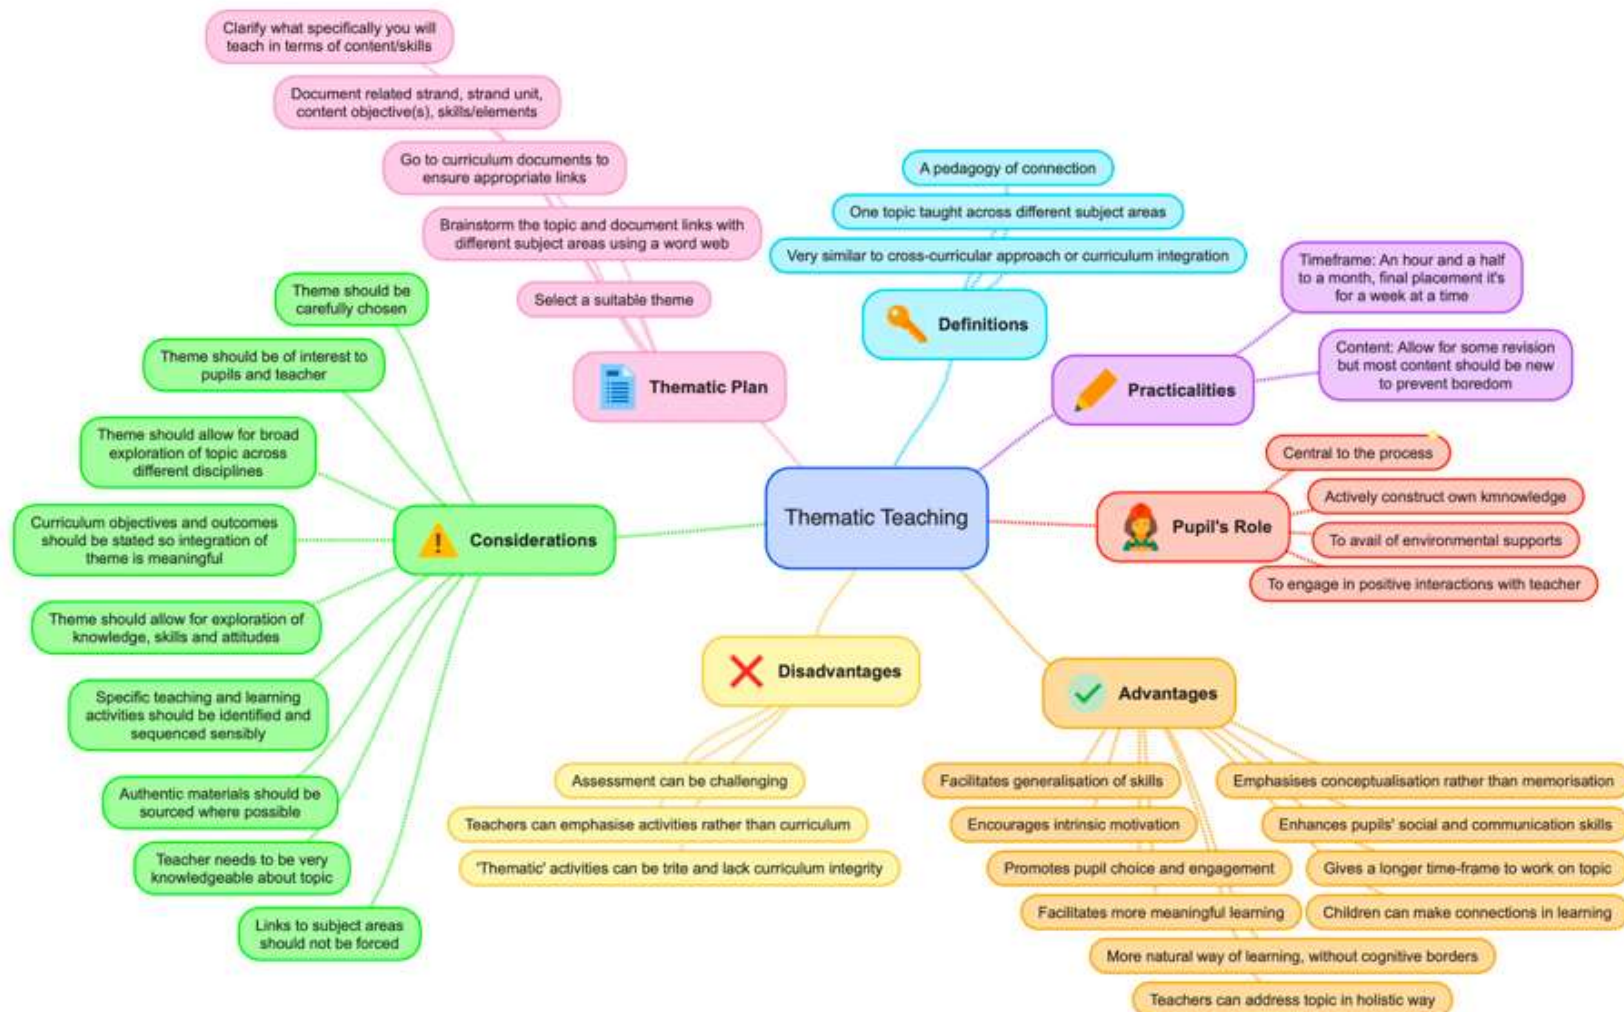 Clarify what specifically you will
teach in terms of content/skills
Document related strand, strand unit,
content objective(s), skills/elements
Go to curriculum documents to
ensure appropriate links
Brainstorm the topic and document links with
different subject areas using a word web
Select a suitable theme
Thematic Plan
A pedagogy of connection
One topic taught across different subject areas
Very similar to cross-curricular approach or curriculum integration
Definitions
Timeframe: An hour and a half
to a month, final placement it's
for a week at a time
Content: Allow for some revision
but most content should be new
to prevent boredom
Practicalities
Theme should be
carefully chosen
Theme should be of interest to
pupils and teacher
Theme should allow for broad
exploration of topic across
different disciplines
Curriculum objectives and outcomes
should be stated so integration of
theme is meaningful
Theme should allow for exploration of
knowledge, skills and attitudes
Specific teaching and learning
activities should be identified and
sequenced sensibly
Authentic materials should be
sourced where possible
Teacher needs to be very
knowledgeable about topic
Links to subject areas
should not be forced
Considerations
Thematic Teaching
Pupil's Role
Central to the process
Actively construct own kmnowledge
To avail of environmental supports
To engage in positive interactions with teacher
Disadvantages
Assessment can be challenging
Teachers can emphasise activities rather than curriculum
'Thematic' activities can be trite and lack curriculum integrity
Advantages
Facilitates generalisation of skills
Encourages intrinsic motivation
Promotes pupil choice and engagement
Facilitates more meaningful learning
More natural way of learning, without cognitive borders
Teachers can address topic in holistic way
Emphasises conceptualisation rather than memorisation
Enhances pupils' social and communication skills
Gives a longer time-frame to work on topic
Children can make connections in learning